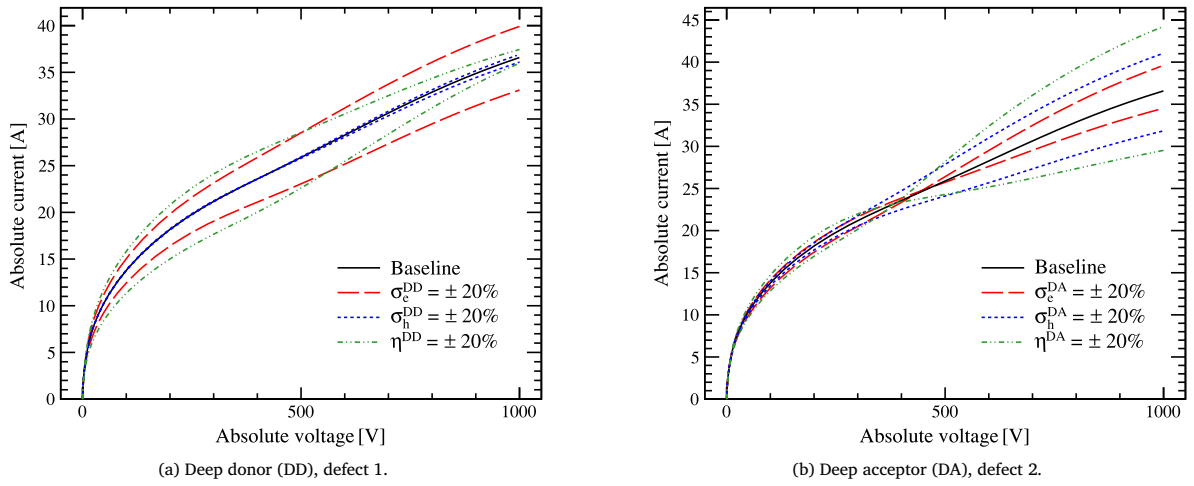 40
35
30
25
20
15
10
5
0
Absolute current [A]
Baseline
σ_e^DD = ± 20%
σ_h^DD = ± 20%
η^DD = ± 20%
0 500 1000
Absolute voltage [V]
(a) Deep donor (DD), defect 1.
45
40
35
30
25
20
15
10
5
0
Absolute current [A]
Baseline
σ_e^DA = ± 20%
σ_h^DA = ± 20%
η^DA = ± 20%
0 500 1000
Absolute voltage [V]
(b) Deep acceptor (DA), defect 2.